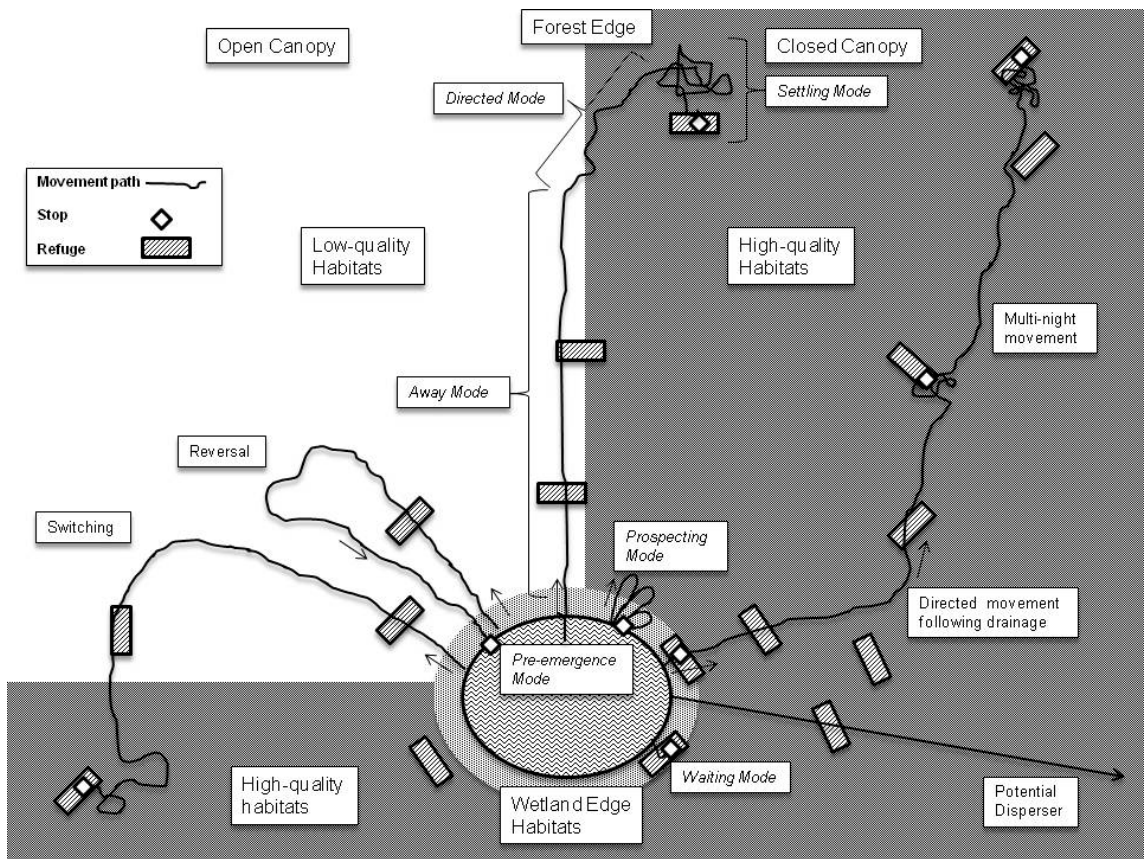 Forest Edge
Open Canopy
Closed Canopy
Directed Mode
Settling Mode
Movement path
Stop
Refuge
Low-quality
Habitats
High-quality
Habitats
Multi-night
movement
Away Mode
Reversal
Switching
Prospecting
Mode
Directed movement
following drainage
Pre-emergence
Mode
Waiting Mode
High-quality
habitats
Wetland Edge
Habitats
Potential
Disperser